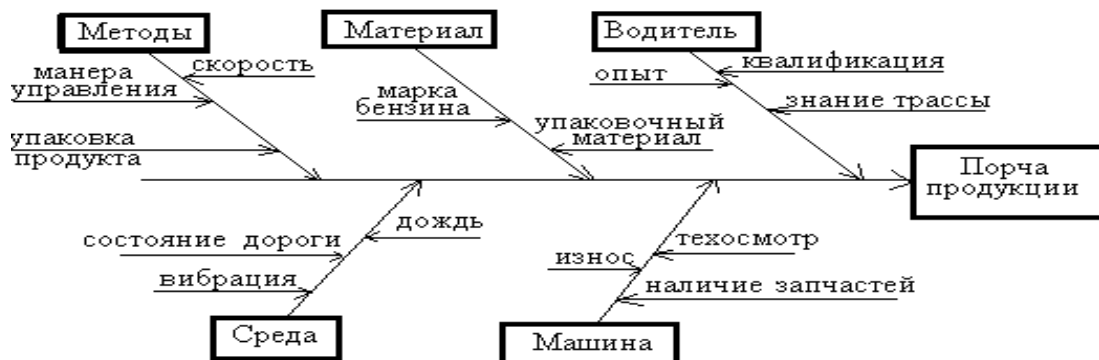 Методы
Материал
Водитель
скорость
манера
управления
упаковка
продукта
марка
бензина
упаковочный
материал
квалификация
опыт
знание трассы
Порча
продукции
дождь
состояние дороги
вибрация
Среда
техосмотр
износ
наличие запчастей
Машина